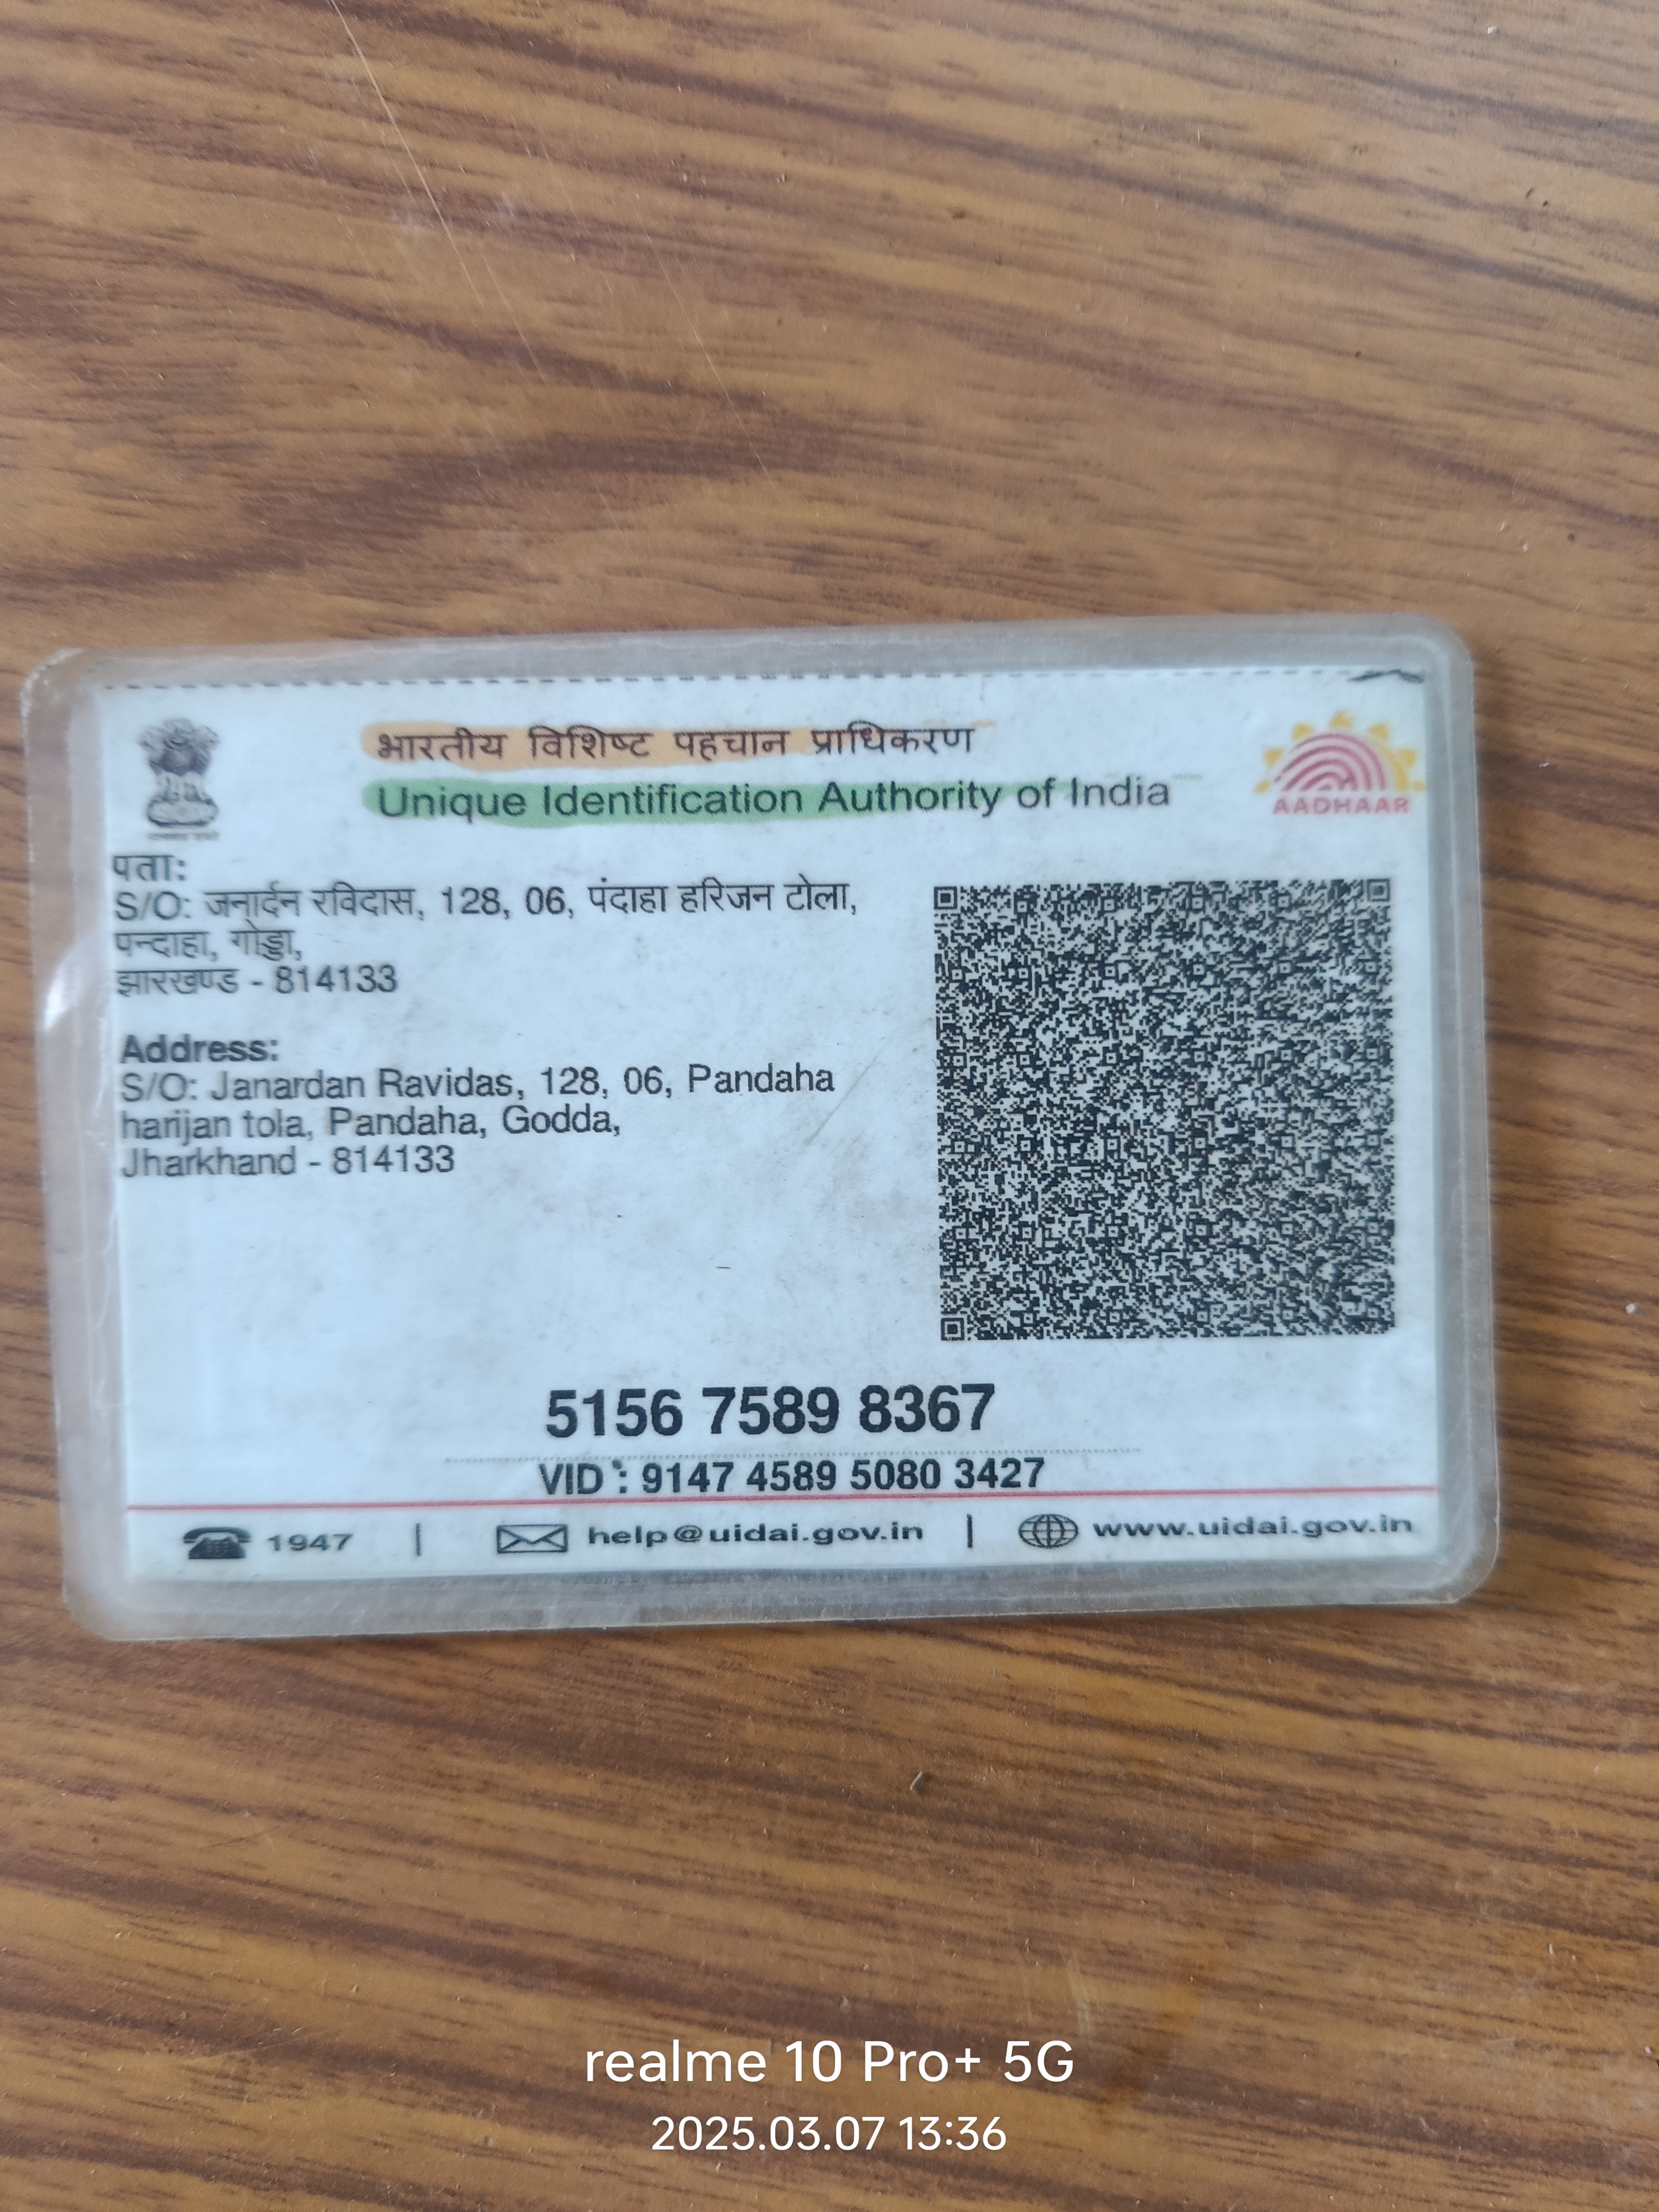 भारतीय विशिष्ट पहचान प्राधिकरण
Unique Identification Authority of India
AADHAAR
पता:
S/O: जनार्दन रविदास, 128, 06, पंदाहा हरिजन टोला,
पन्दाहा, गोड्डा,
झारखण्ड - 814133
Address:
S/O: Janardan Ravidas, 128, 06, Pandaha
harijan tola, Pandaha, Godda,
Jharkhand - 814133
5156 7589 8367
VID : 9147 4589 5080 3427
1947 | help@uidai.gov.in | www.uidai.gov.in
realme 10 Pro+ 5G
2025.03.07 13:36